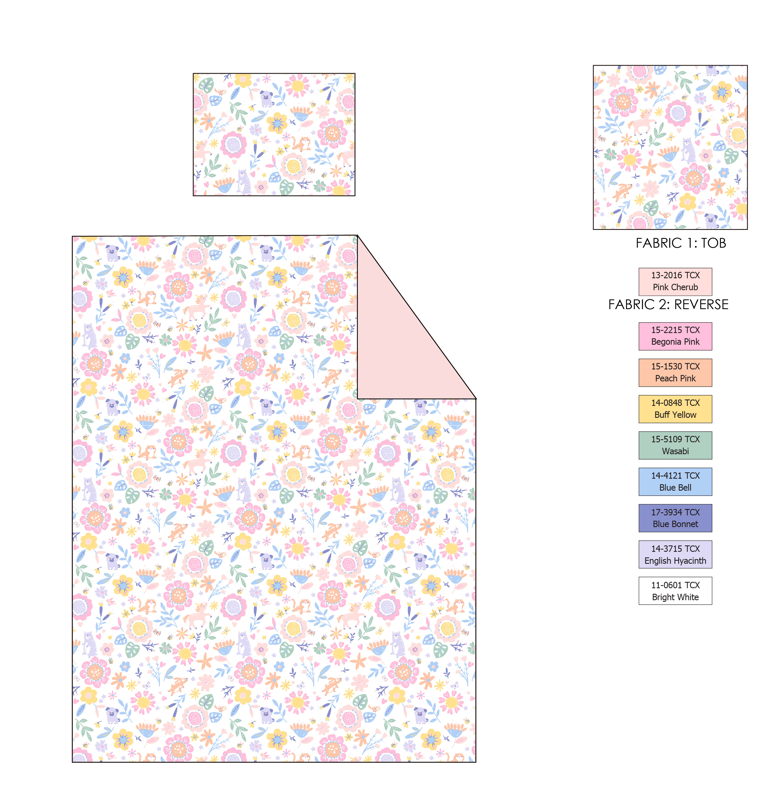 FABRIC 1: TOB
13-2016 TCX
Pink Cherub
FABRIC 2: REVERSE
15-2215 TCX
Begonia Pink
15-1530 TCX
Peach Pink
14-0848 TCX
Buff Yellow
15-5109 TCX
Wasabi
14-4121 TCX
Blue Bell
17-3934 TCX
Blue Bonnet
14-3715 TCX
English Hyacinth
11-0601 TCX
Bright White